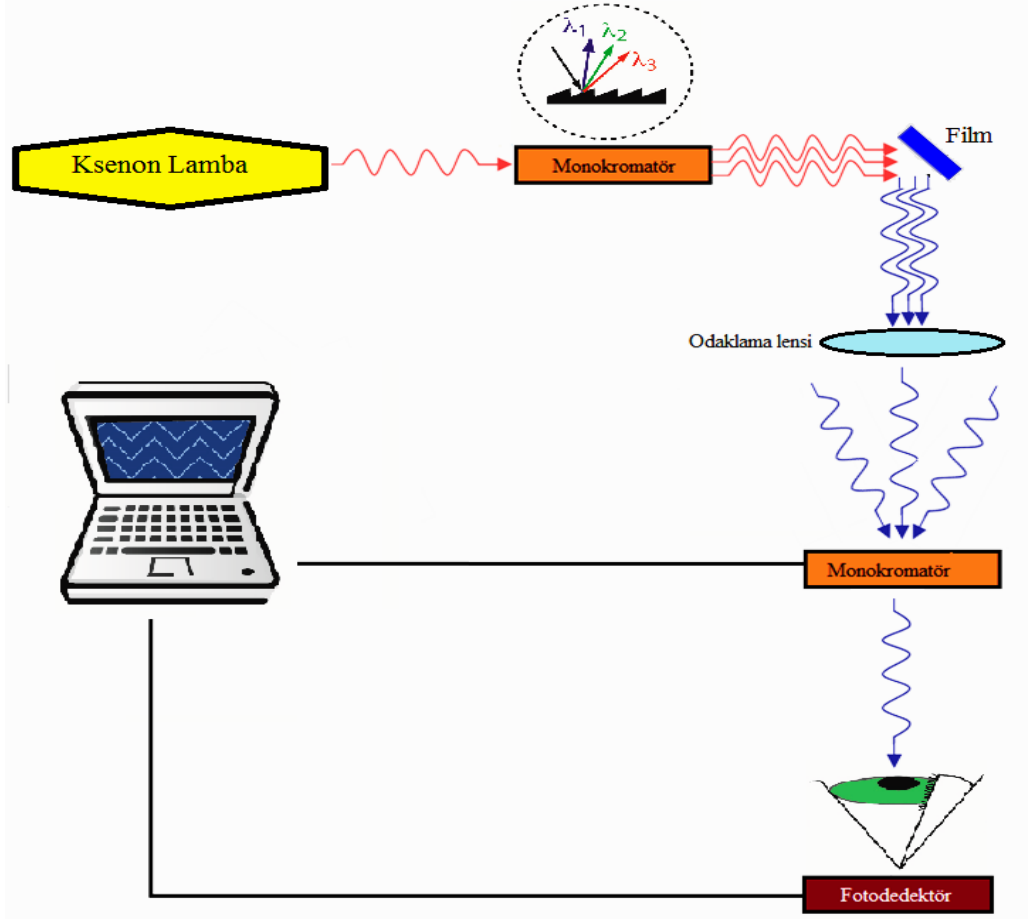 λ1
λ2
λ3
Ksenon Lamba
Monokromatör
Film
Odaklama lensi
Monokromatör
Fotodedektör